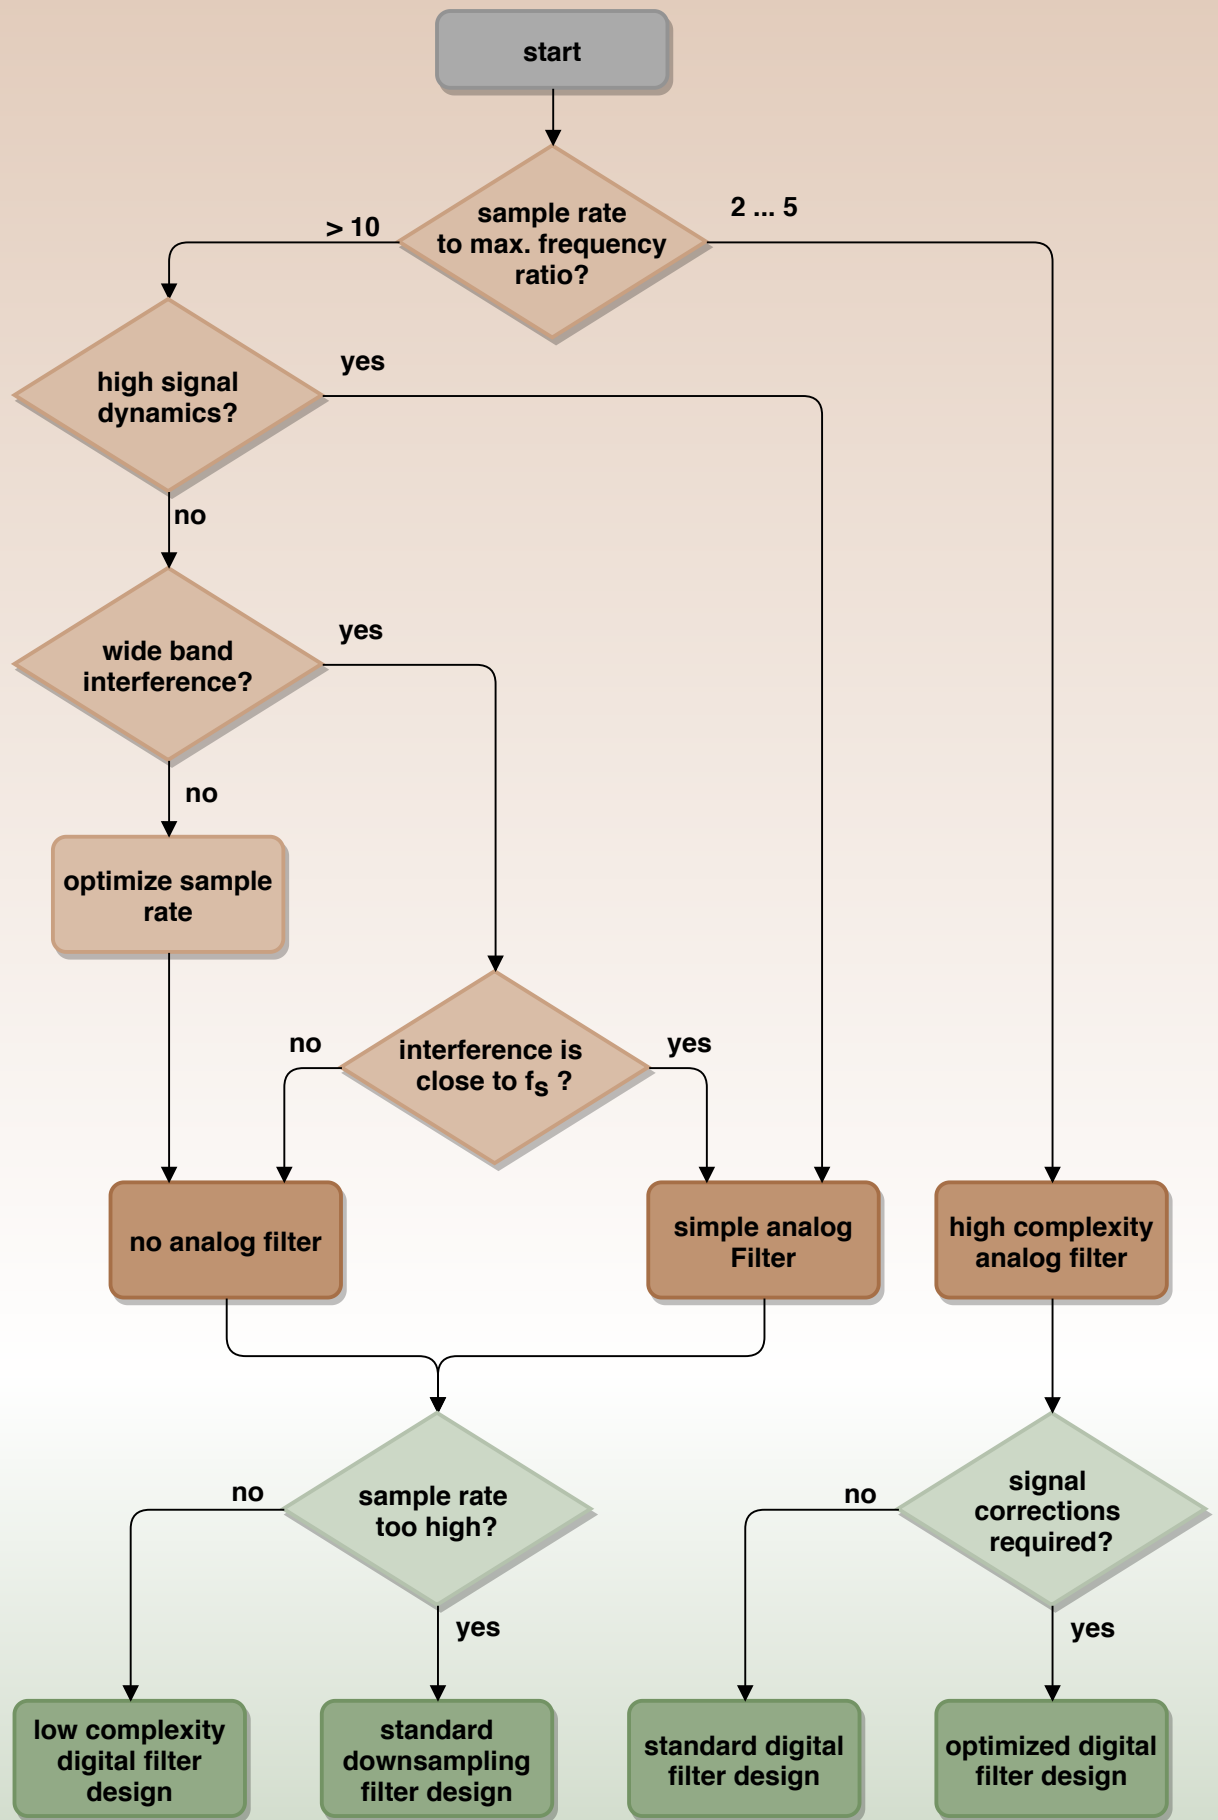 start
sample rate
to max. frequency
ratio?
> 10
2 ... 5
high signal
dynamics?
yes
no
wide band
interference?
yes
no
optimize sample
rate
interference is
close to fs ?
no
yes
no analog filter
simple analog
Filter
high complexity
analog filter
sample rate
too high?
no
yes
signal
corrections
required?
no
yes
low complexity
digital filter
design
standard
downsampling
filter design
standard digital
filter design
optimized digital
filter design